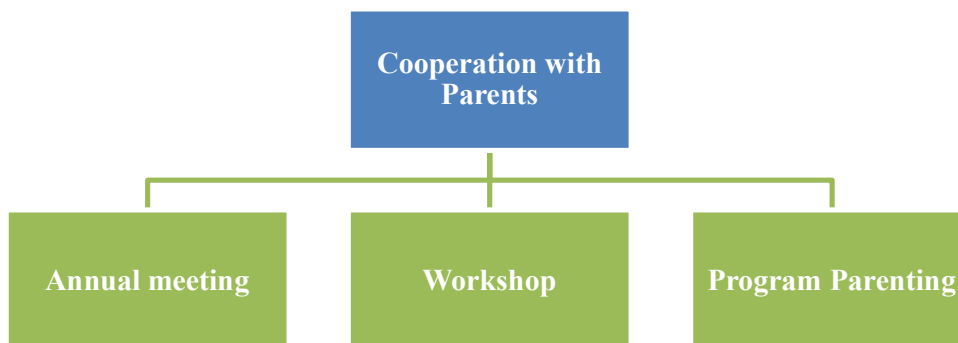 Cooperation with
Parents
Annual meeting
Workshop
Program Parenting